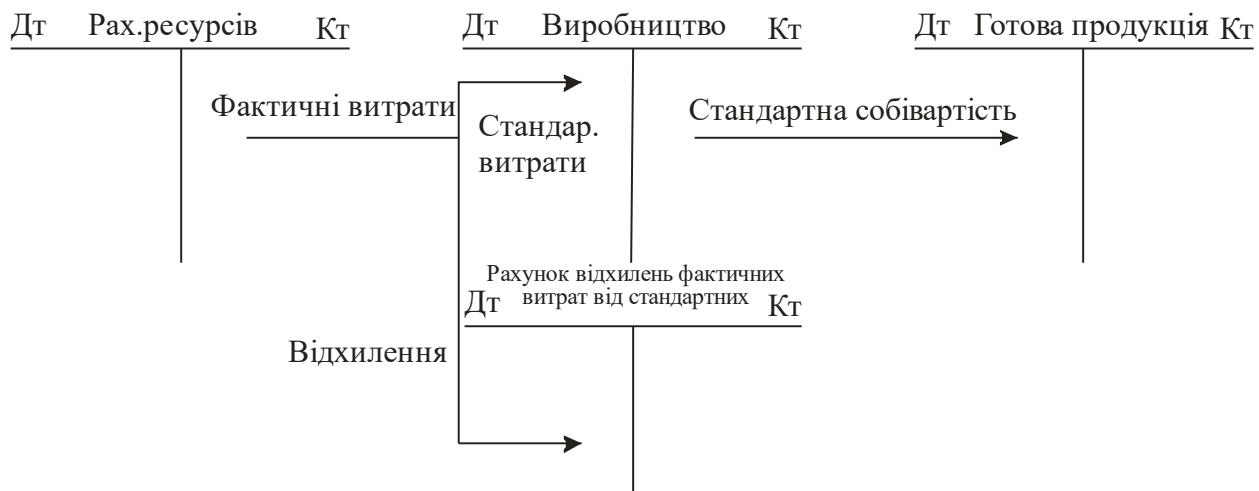 Дт Рах.ресурсів Кт
Дт Виробництво Кт
Дт Готова продукція Кт
Фактичні витрати
Стандар.
витрати
Стандартна собівартість
Рахунок відхилень фактичних
витрат від стандартних
Дт Кт
Відхилення